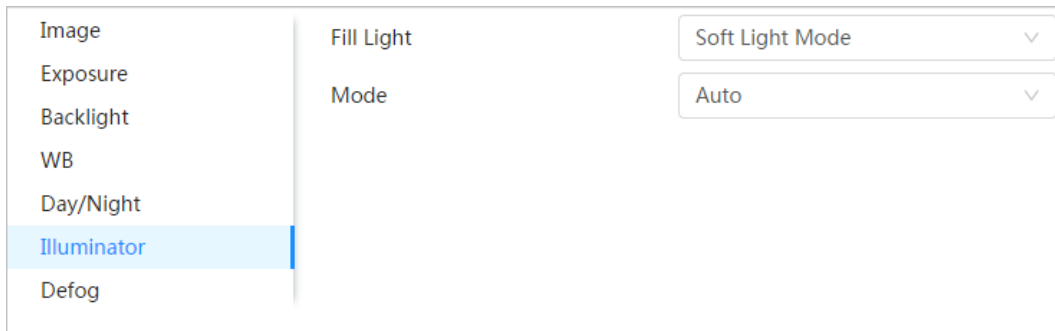 Image
Exposure
Backlight
WB
Day/Night
Illuminator
Defog
Fill Light Soft Light Mode
Mode Auto